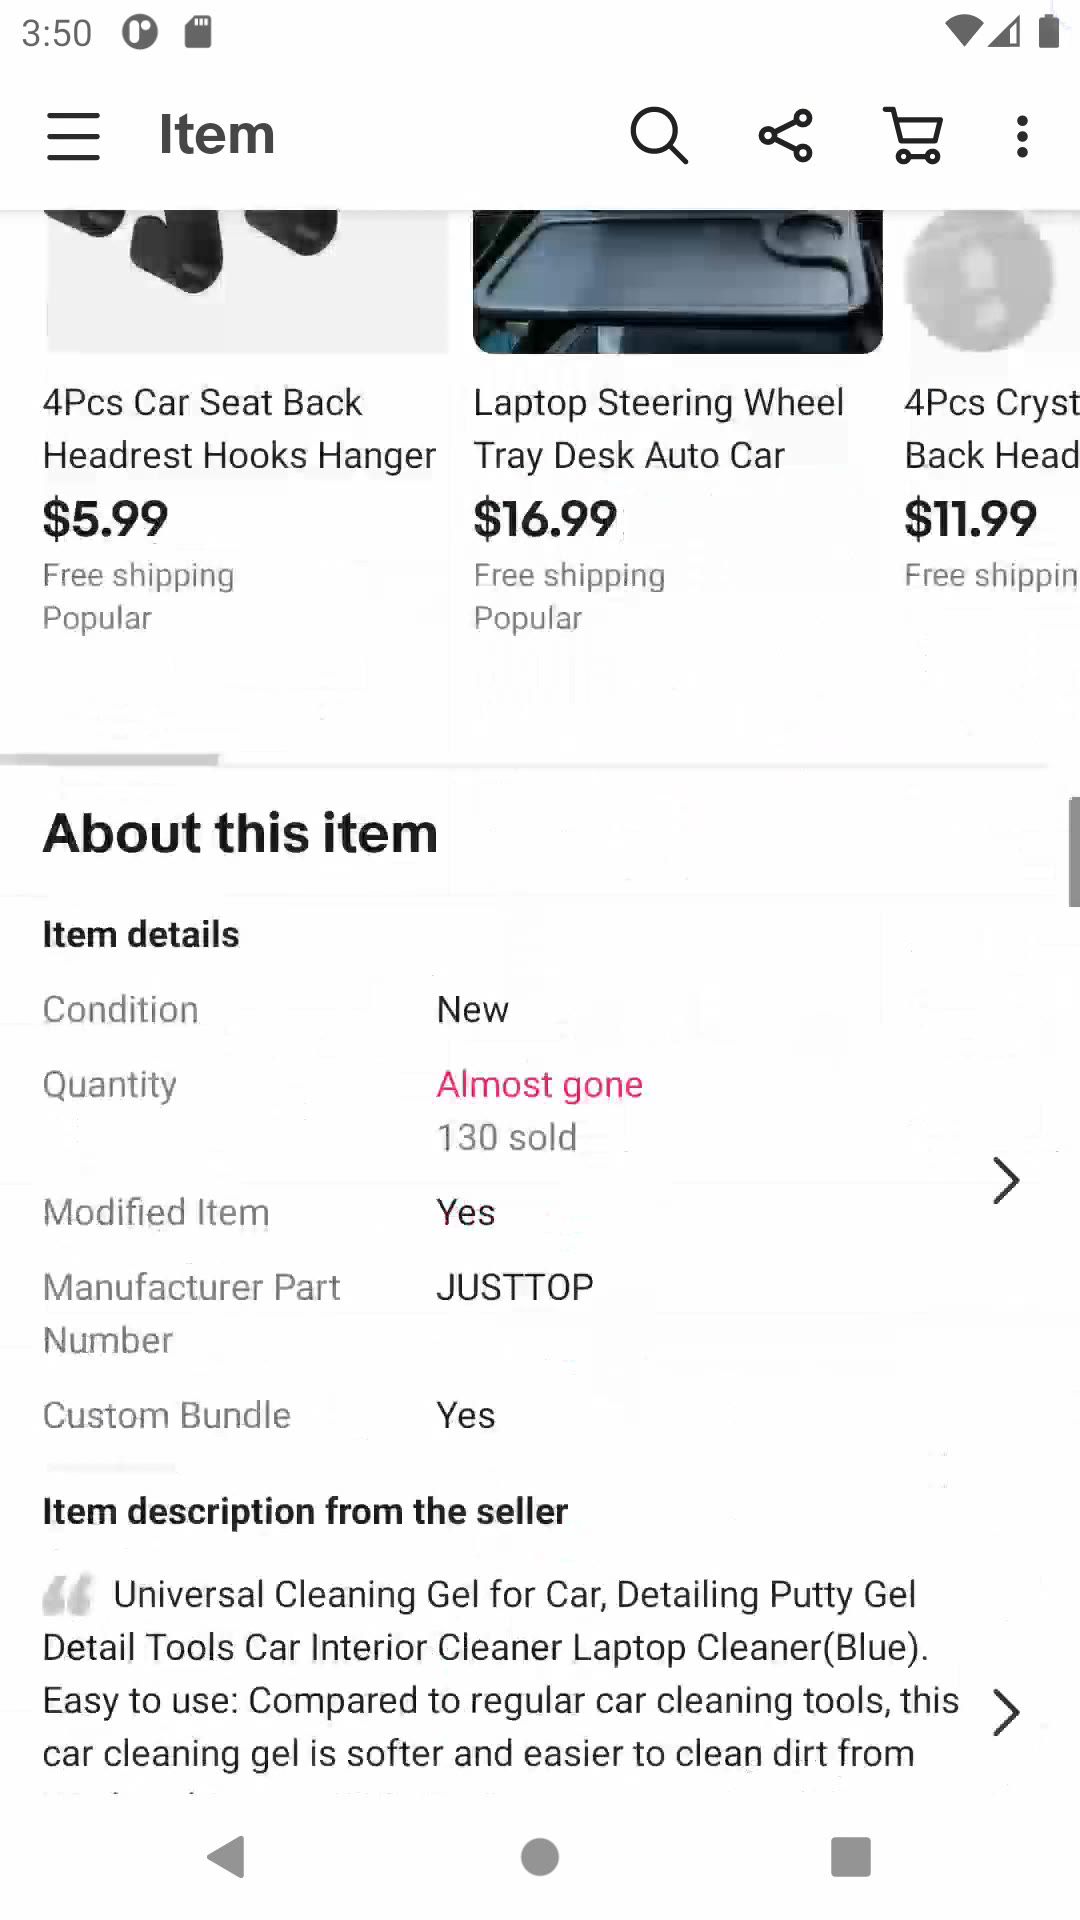 3:50
Item
4Pcs Car Seat Back
Headrest Hooks Hanger
$5.99
Free shipping
Popular
Laptop Steering Wheel
Tray Desk Auto Car
$16.99
Free shipping
Popular
4Pcs Cryst
Back Head
$11.99
Free shippin
About this item
Item details
Condition New
Quantity Almost gone
130 sold
Modified Item Yes
Manufacturer Part JUSTTOP
Number
Custom Bundle Yes
Item description from the seller
Universal Cleaning Gel for Car, Detailing Putty Gel
Detail Tools Car Interior Cleaner Laptop Cleaner(Blue).
Easy to use: Compared to regular car cleaning tools, this
car cleaning gel is softer and easier to clean dirt from